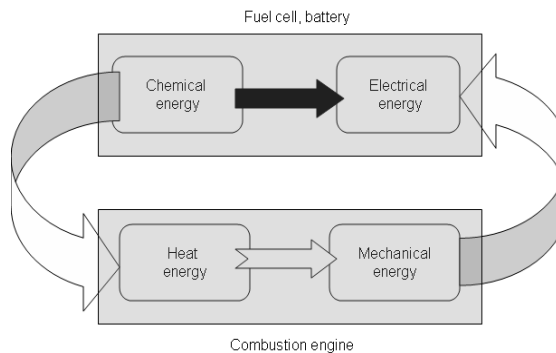 Fuel cell, battery
Chemical
energy
Electrical
energy
Heat
energy
Mechanical
energy
Combustion engine